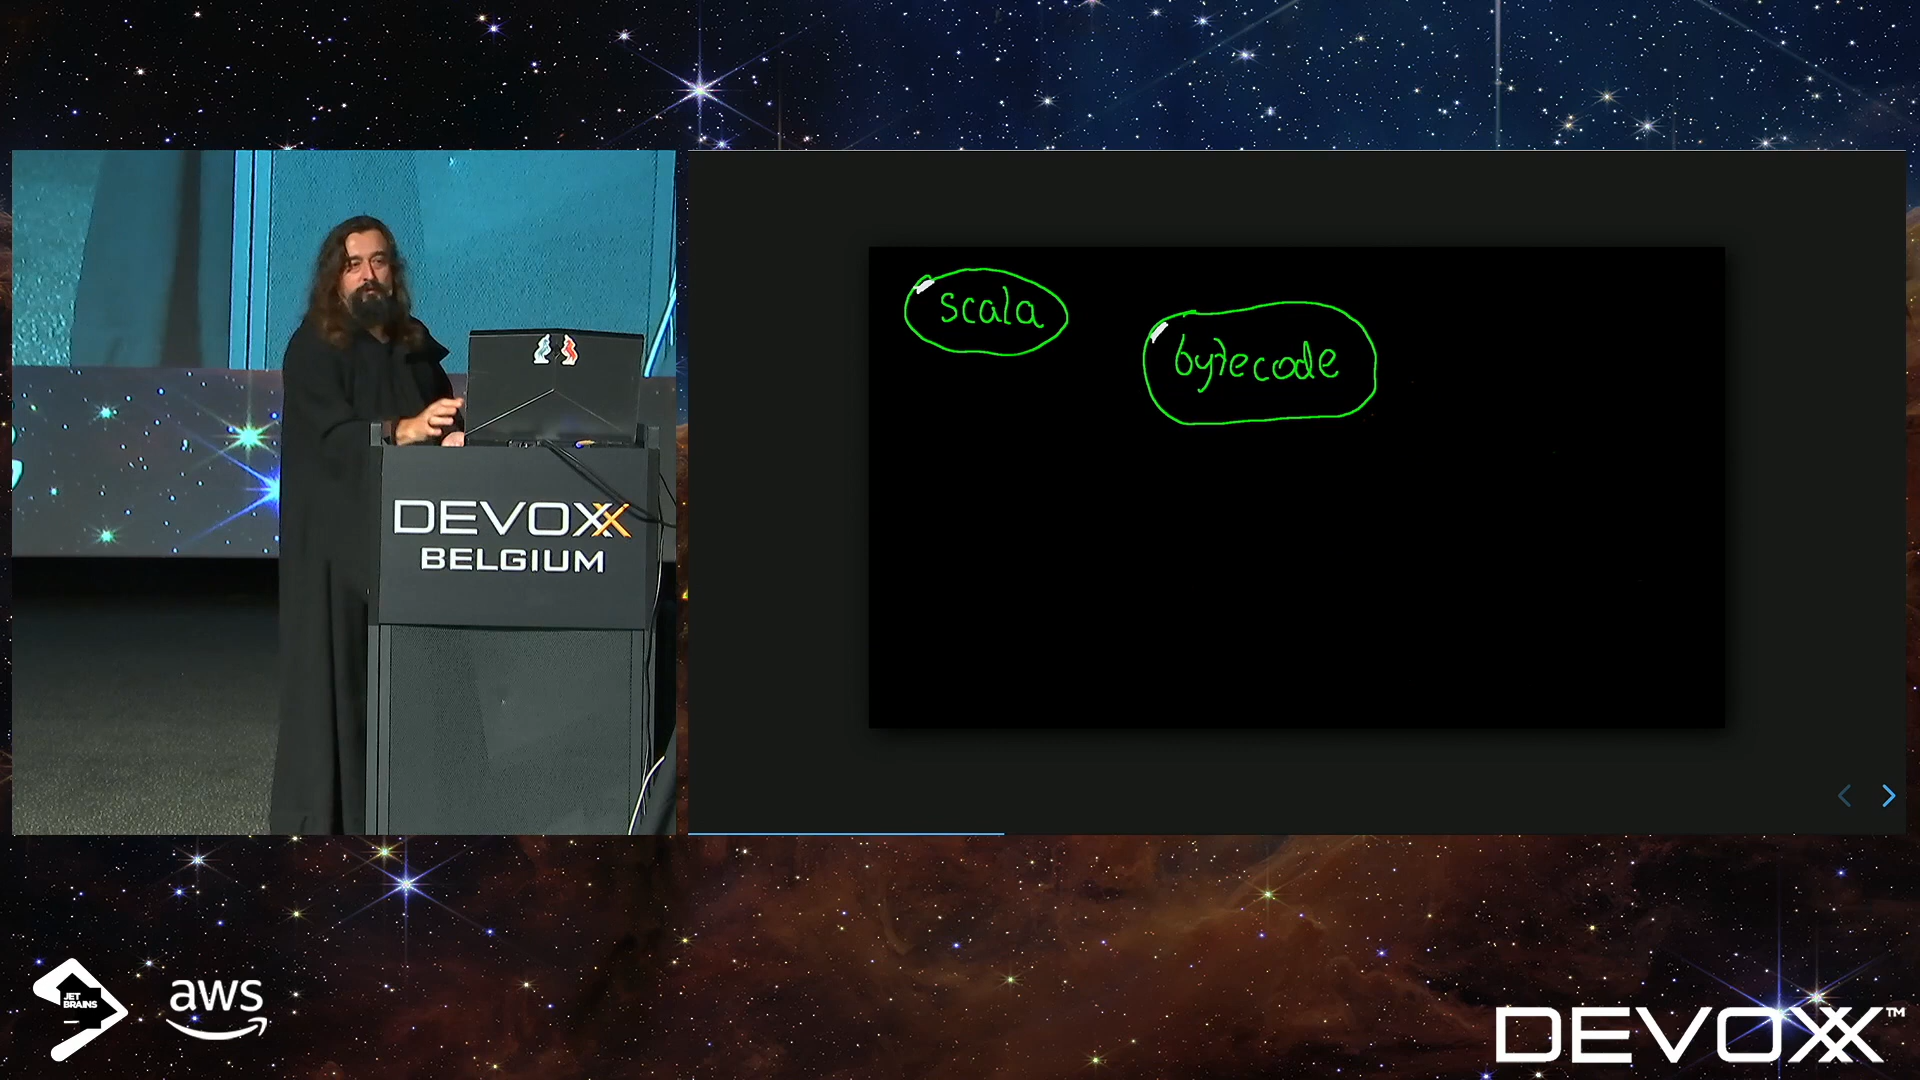 scala
bytecode
DEVOXX
BELGIUM
JET
BRAINS
aws
DEVOXX™